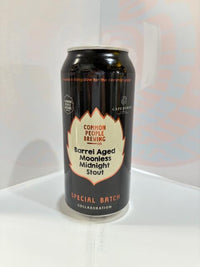 COMMON
PEOPLE
BREWING
Barrel Aged
Moonless
Midnight
Stout
SPECIAL BATCH
COLLABORATION